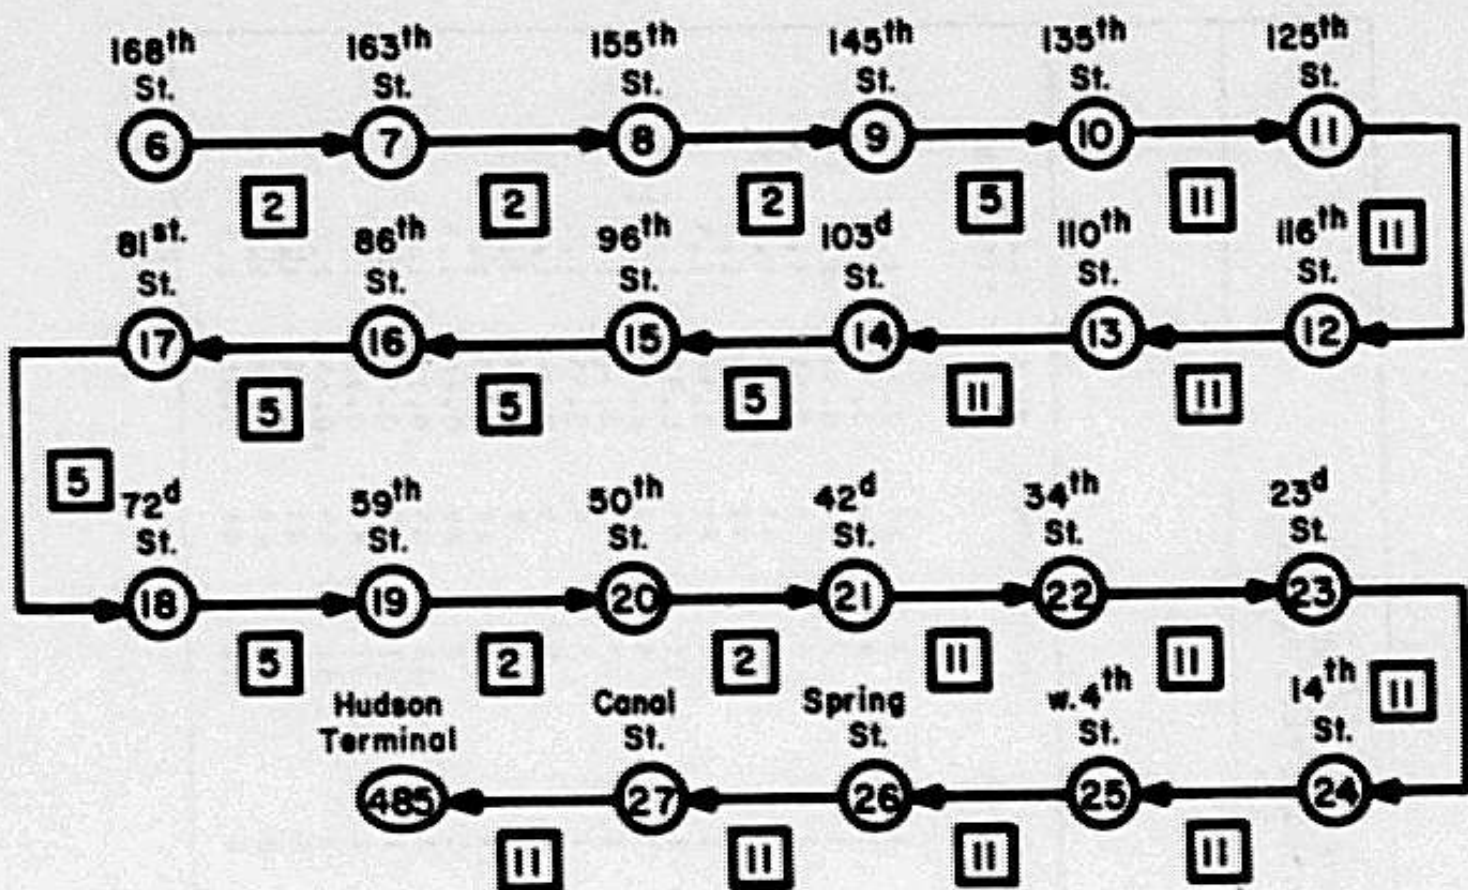 168th 163th 155th 145th 135th 125th
St. St. St. St. St. St.
6 7 8 9 10 11
2 2 2 5 11 11
81st. 86th 96th 103d 110th 116th
St. St. St. St. St. St.
17 16 15 14 13 12
5 5 5 11 11
5
72d 59th 50th 42d 34th 23d
St. St. St. St. St. St.
18 19 20 21 22 23
5 2 2 11 11 11
Hudson Canal Spring w.4th 14th
Terminal St. St. St. St.
485 27 26 25 24
11 11 11 11